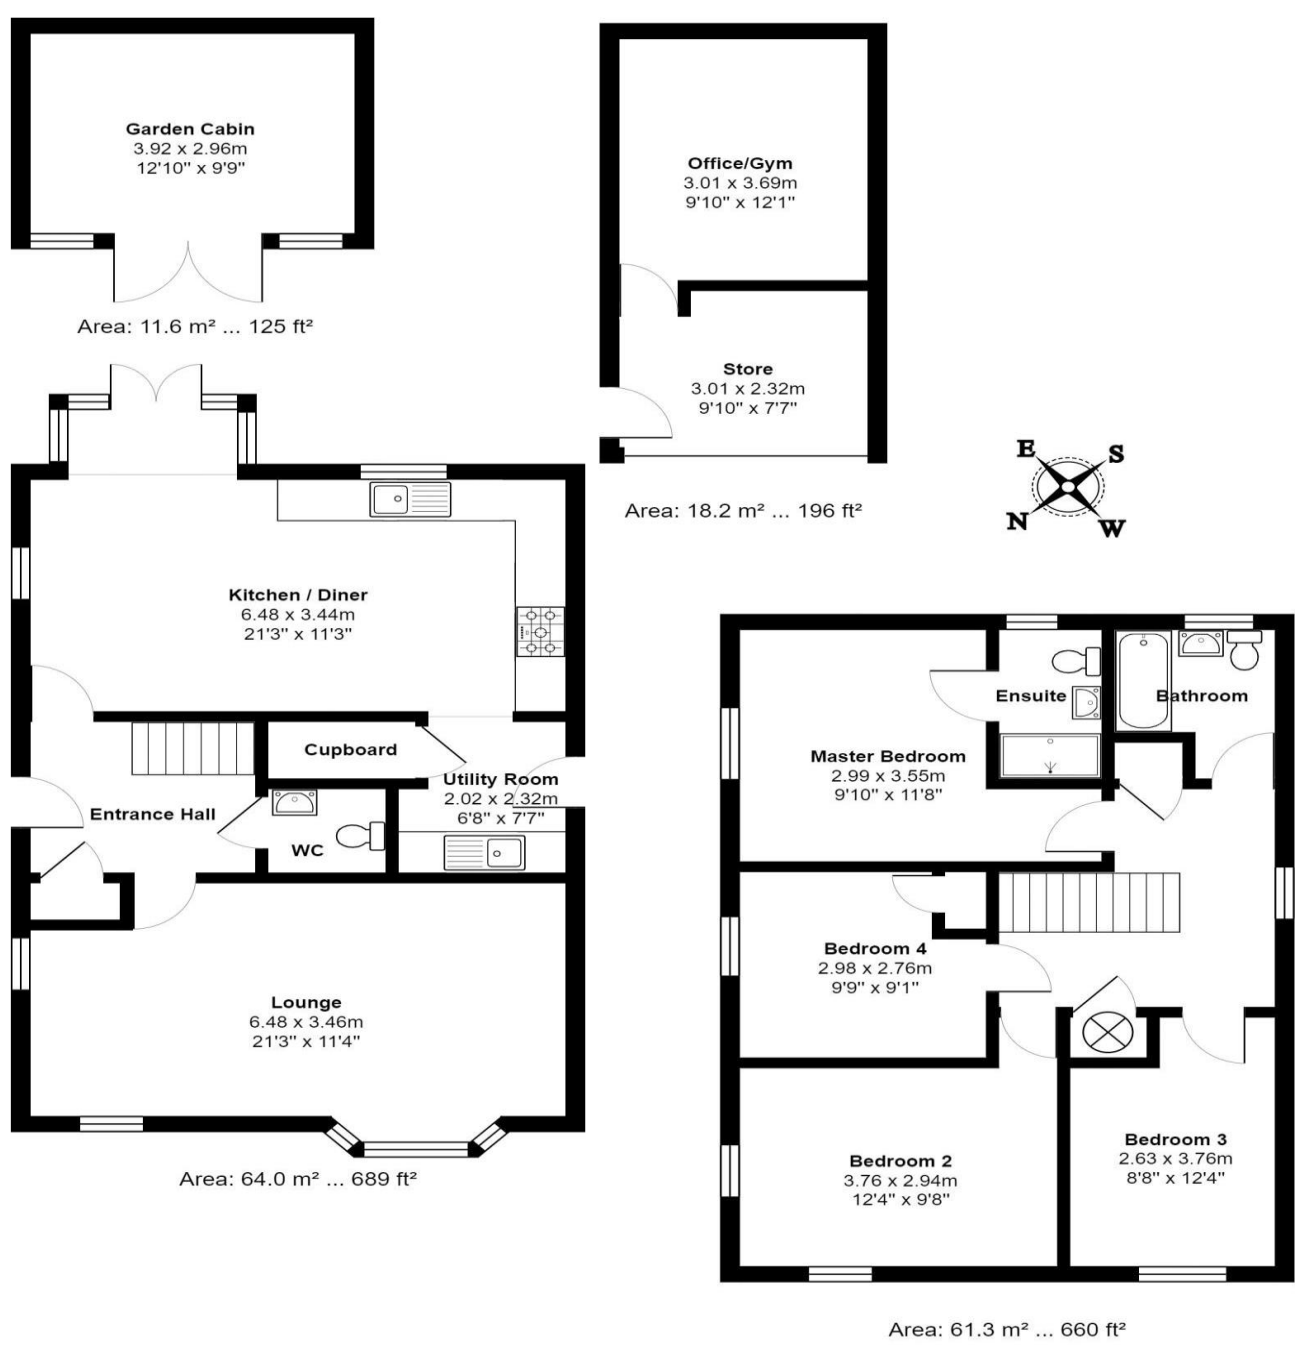 Garden Cabin
3.92 x 2.96m
12'10" x 9'9"
Area: 11.6 m² ... 125 ft²
Office/Gym
3.01 x 3.69m
9'10" x 12'1"
Store
3.01 x 2.32m
9'10" x 7'7"
Area: 18.2 m² ... 196 ft²
E
S
N
W
Kitchen / Diner
6.48 x 3.44m
21'3" x 11'3"
Cupboard
Utility Room
2.02 x 2.32m
6'8" x 7'7"
Entrance Hall
WC
Lounge
6.48 x 3.46m
21'3" x 11'4"
Area: 64.0 m² ... 689 ft²
Ensuite
Bathroom
Master Bedroom
2.99 x 3.55m
9'10" x 11'8"
Bedroom 4
2.98 x 2.76m
9'9" x 9'1"
Bedroom 2
3.76 x 2.94m
12'4" x 9'8"
Bedroom 3
2.63 x 3.76m
8'8" x 12'4"
Area: 61.3 m² ... 660 ft²